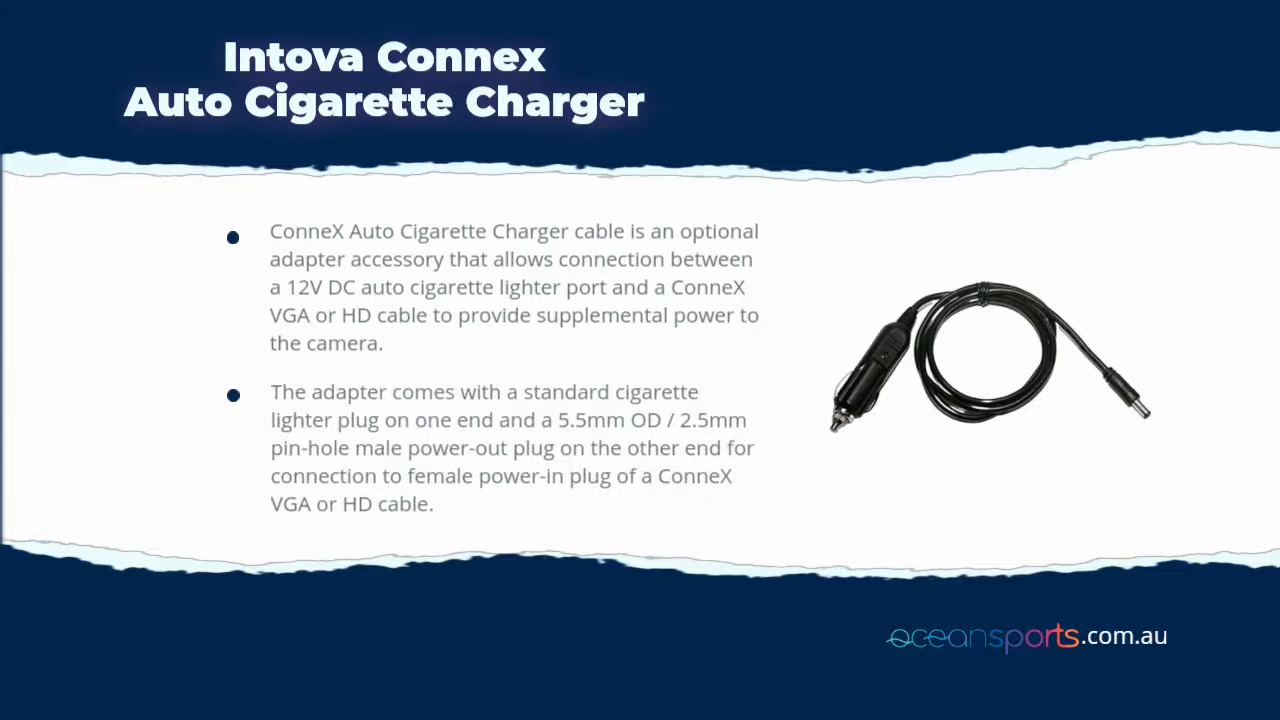 Intova Connex
Auto Cigarette Charger
ConneX Auto Cigarette Charger cable is an optional
adapter accessory that allows connection between
a 12V DC auto cigarette lighter port and a ConneX
VGA or HD cable to provide supplemental power to
the camera.
The adapter comes with a standard cigarette
lighter plug on one end and a 5.5mm OD / 2.5mm
pin-hole male power-out plug on the other end for
connection to female power-in plug of a ConneX
VGA or HD cable.
oceansports.com.au